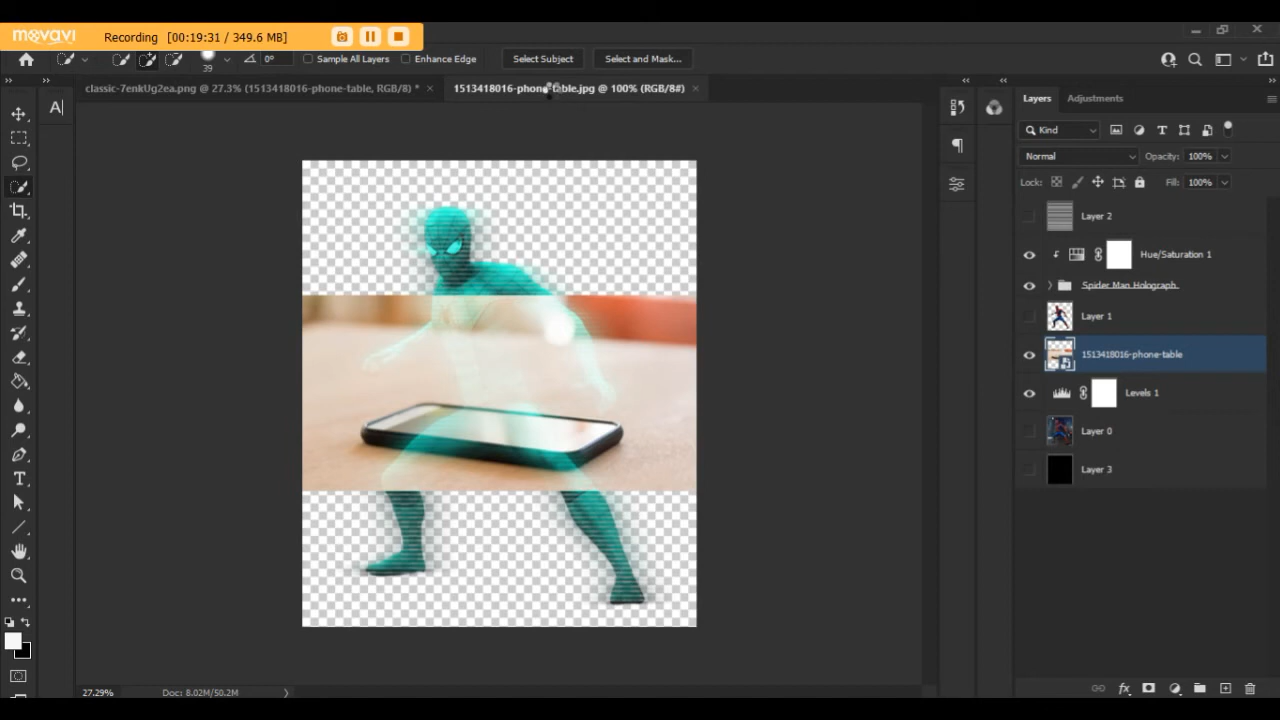 movavi Recording [00:19:31 / 349.6 MB]
39 0° Sample All Layers Enhance Edge Select Subject Select and Mask...
classic-7enkUg2ea.png @ 27.3% (1513418016-phone-table, RGB/8) * × 1513418016-phone-table.jpg @ 100% (RGB/8#) ×
A
Layers Adjustments
Kind
Normal Opacity: 100%
Lock: Fill: 100%
Layer 2
Hue/Saturation 1
Spider Man Holograph
Layer 1
1513418016-phone-table
Levels 1
Layer 0
Layer 3
27.29% Doc: 8.02M/50.2M